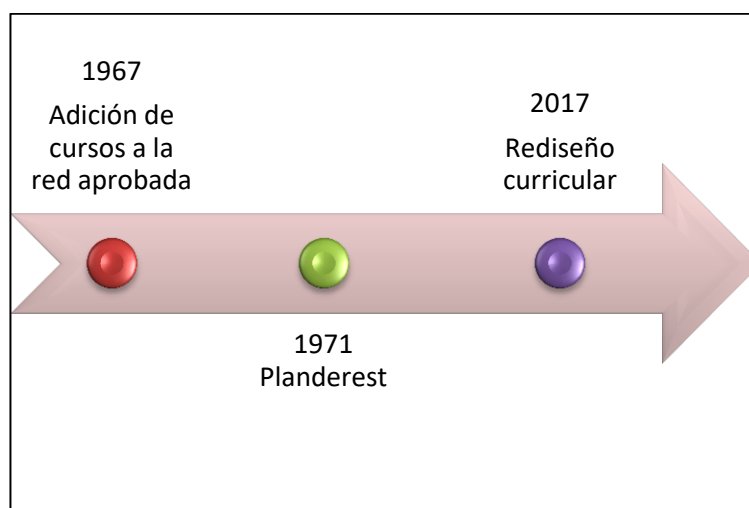 1967
Adición de
cursos a la
red aprobada
1971
Planderest
2017
Rediseño
curricular